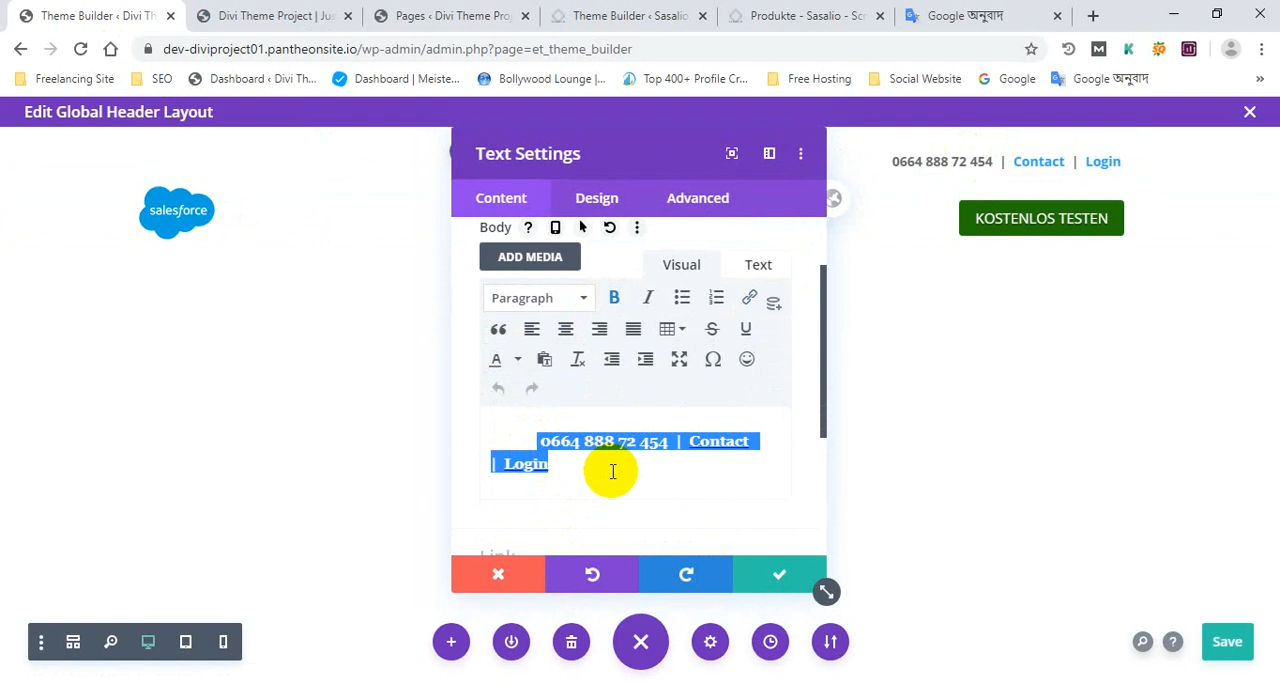 Theme Builder ‹ Divi Th
Divi Theme Project | Ju
Pages ‹ Divi Theme Pro
Theme Builder ‹ Sasalio
Produkte - Sasalio - Scr
Google অনুবাদ
dev-diviproject01.pantheonsite.io/wp-admin/admin.php?page=et_theme_builder
Freelancing Site
SEO
Dashboard ‹ Divi Th...
Dashboard | Meiste...
Bollywood Lounge |...
Top 400+ Profile Cr...
Free Hosting
Social Website
Google
Google অনুবাদ
»
Edit Global Header Layout
Text Settings
0664 888 72 454 | Contact | Login
Content
Design
Advanced
salesforce
KOSTENLOS TESTEN
Body
ADD MEDIA
Visual
Text
Paragraph
B
I
U
A
0664 888 72 454 | Contact
| Login
Link
Save